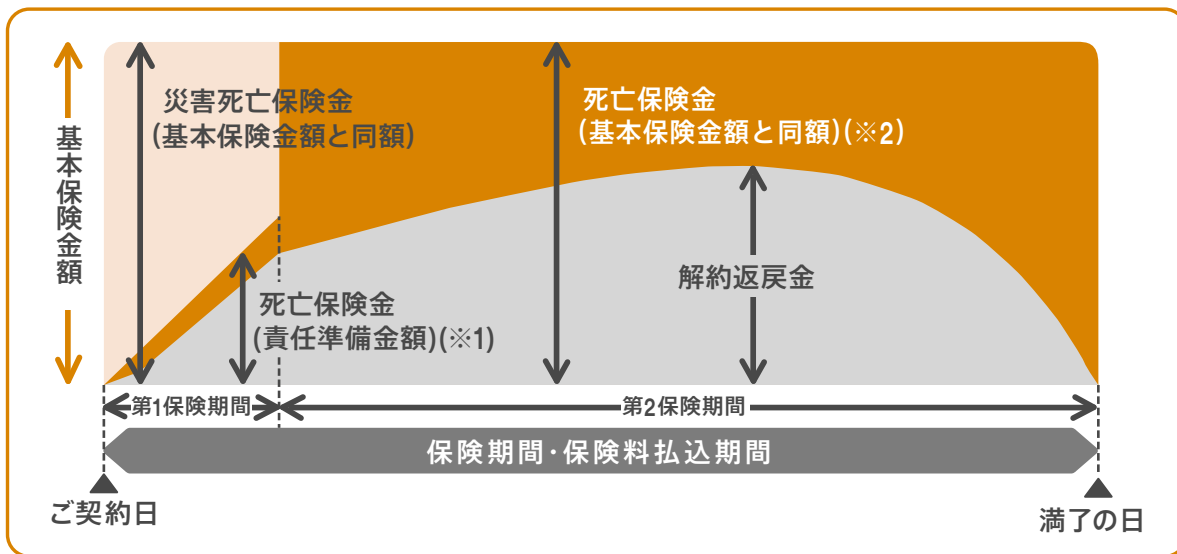 基本保険金額
災害死亡保険金
(基本保険金額と同額)
死亡保険金
(基本保険金額と同額)(※2)
死亡保険金
(責任準備金額)(※1)
解約返戻金
第1保険期間
第2保険期間
保険期間・保険料払込期間
ご契約日
満了の日